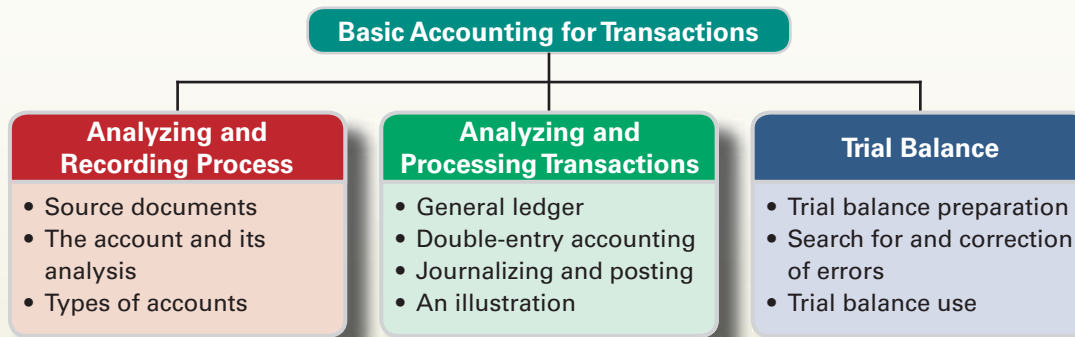 Basic Accounting for Transactions
Analyzing and
Recording Process
• Source documents
• The account and its
analysis
• Types of accounts
Analyzing and
Processing Transactions
• General ledger
• Double-entry accounting
• Journalizing and posting
• An illustration
Trial Balance
• Trial balance preparation
• Search for and correction
of errors
• Trial balance use